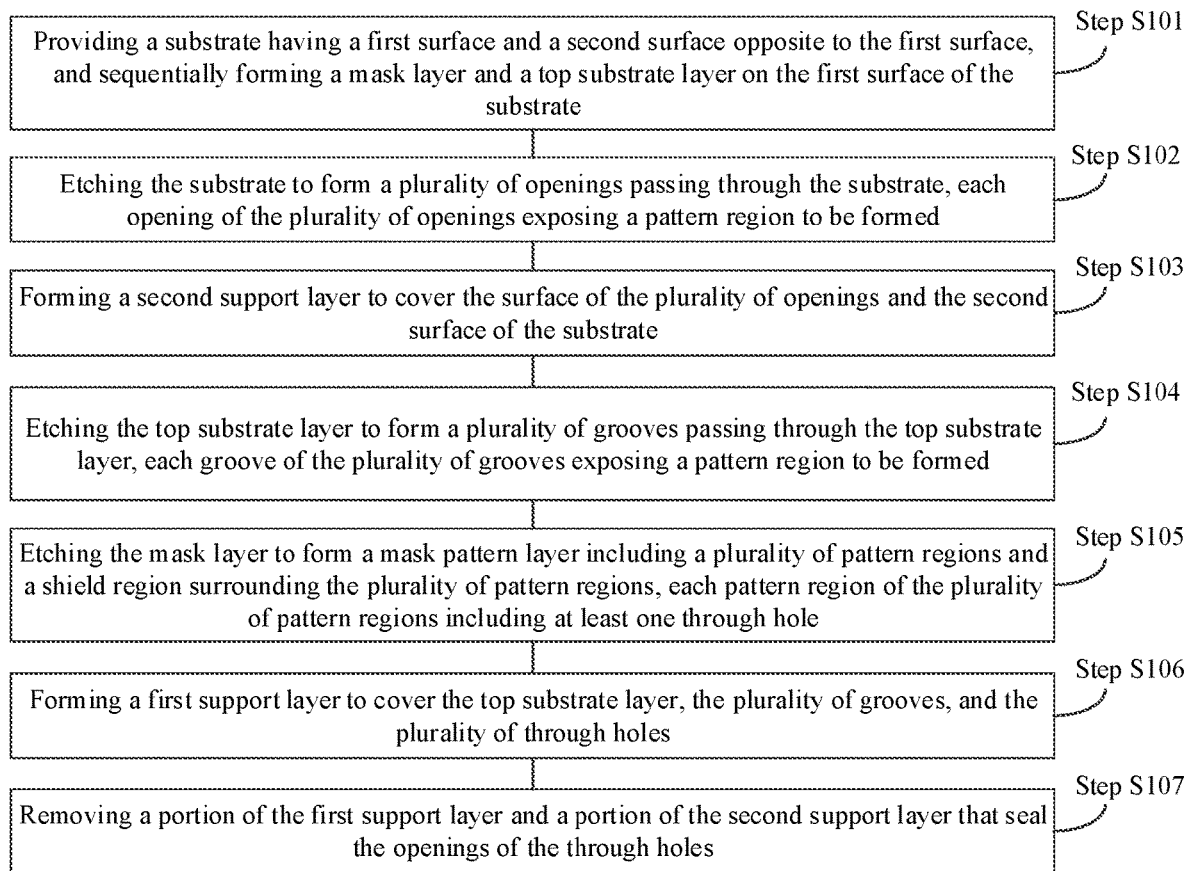 Step S101
Providing a substrate having a first surface and a second surface opposite to the first surface,
and sequentially forming a mask layer and a top substrate layer on the first surface of the
substrate
Step S102
Etching the substrate to form a plurality of openings passing through the substrate, each
opening of the plurality of openings exposing a pattern region to be formed
Step S103
Forming a second support layer to cover the surface of the plurality of openings and the second
surface of the substrate
Step S104
Etching the top substrate layer to form a plurality of grooves passing through the top substrate
layer, each groove of the plurality of grooves exposing a pattern region to be formed
Step S105
Etching the mask layer to form a mask pattern layer including a plurality of pattern regions and
a shield region surrounding the plurality of pattern regions, each pattern region of the plurality
of pattern regions including at least one through hole
Step S106
Forming a first support layer to cover the top substrate layer, the plurality of grooves, and the
plurality of through holes
Step S107
Removing a portion of the first support layer and a portion of the second support layer that seal
the openings of the through holes